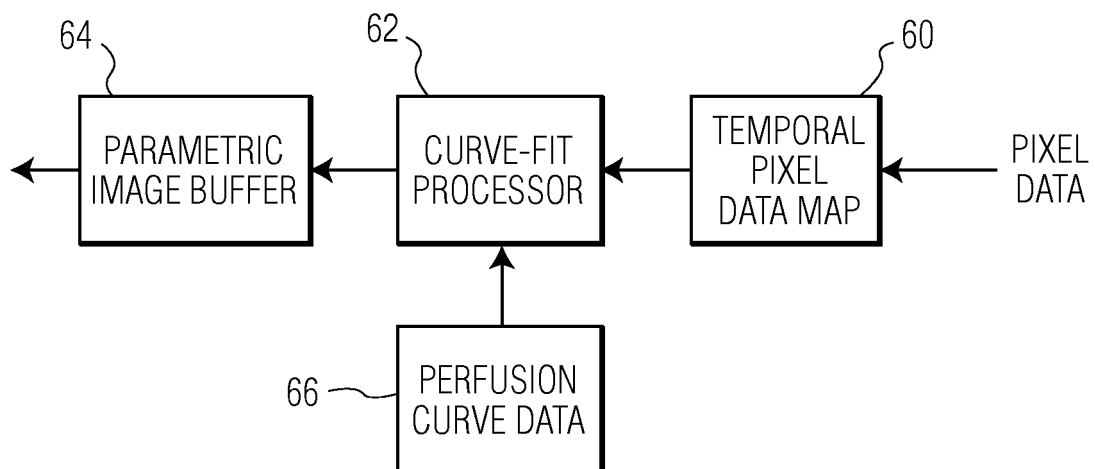 64
62
60
PARAMETRIC
IMAGE BUFFER
CURVE-FIT
PROCESSOR
TEMPORAL
PIXEL
DATA MAP
PIXEL
DATA
66
PERFUSION
CURVE DATA